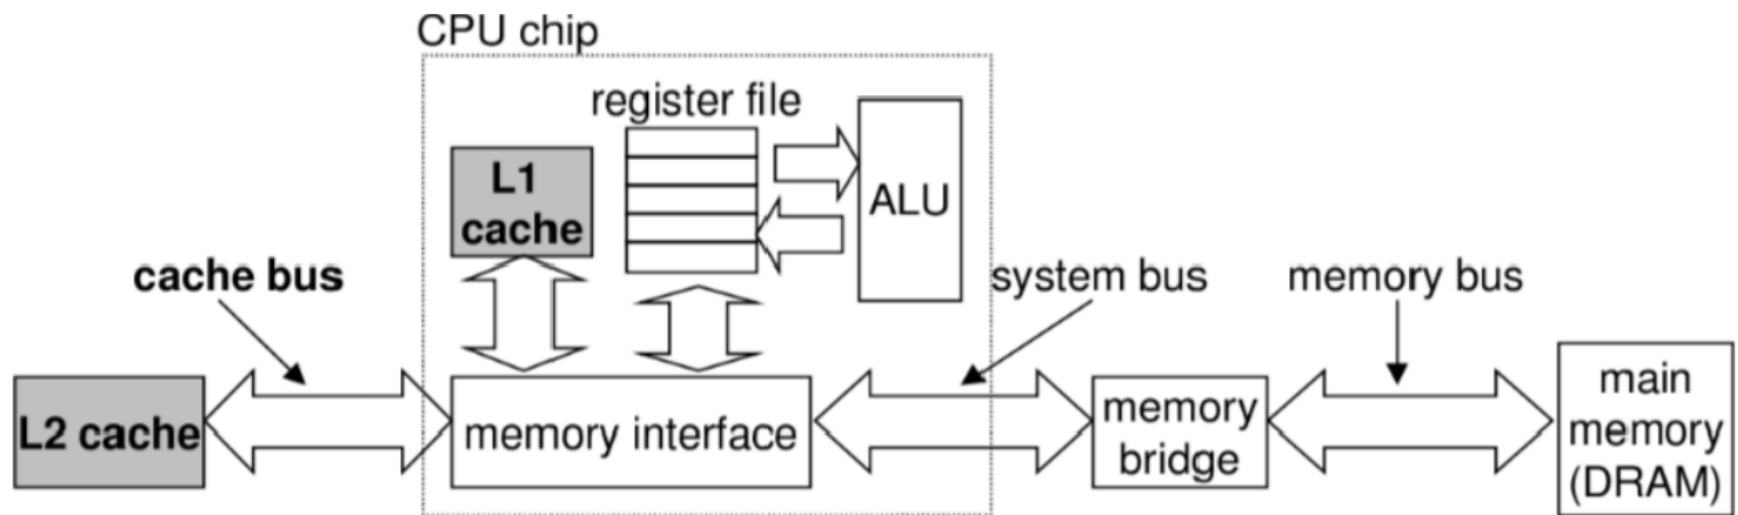 CPU chip
register file
L1
cache
ALU
cache bus
system bus
memory bus
L2 cache
memory interface
memory
bridge
main
memory
(DRAM)